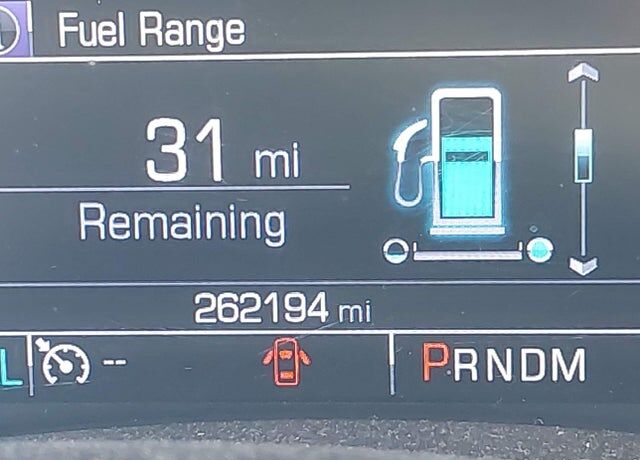 Fuel Range
31 mi
Remaining
262194 mi
L -- PRNDM